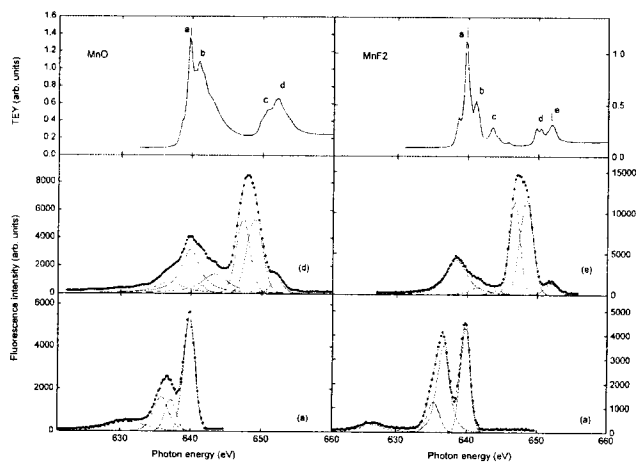 TEY (arb. units)
1.6
1.4
1.2
1.0
0.8
0.6
0.4
0.2
0.0
MnO
a
b
c
d
MnF2
a
b
c
d
e
1.0
0.5
0.0
Fluorescence intensity (arb. units)
8000
6000
4000
2000
0
(d)
(e)
15000
10000
5000
0
6000
4000
2000
0
(a)
(a)
5000
4000
3000
2000
1000
0
630 640 650 660 630 640 650 660
Photon energy (eV) Photon energy (eV)